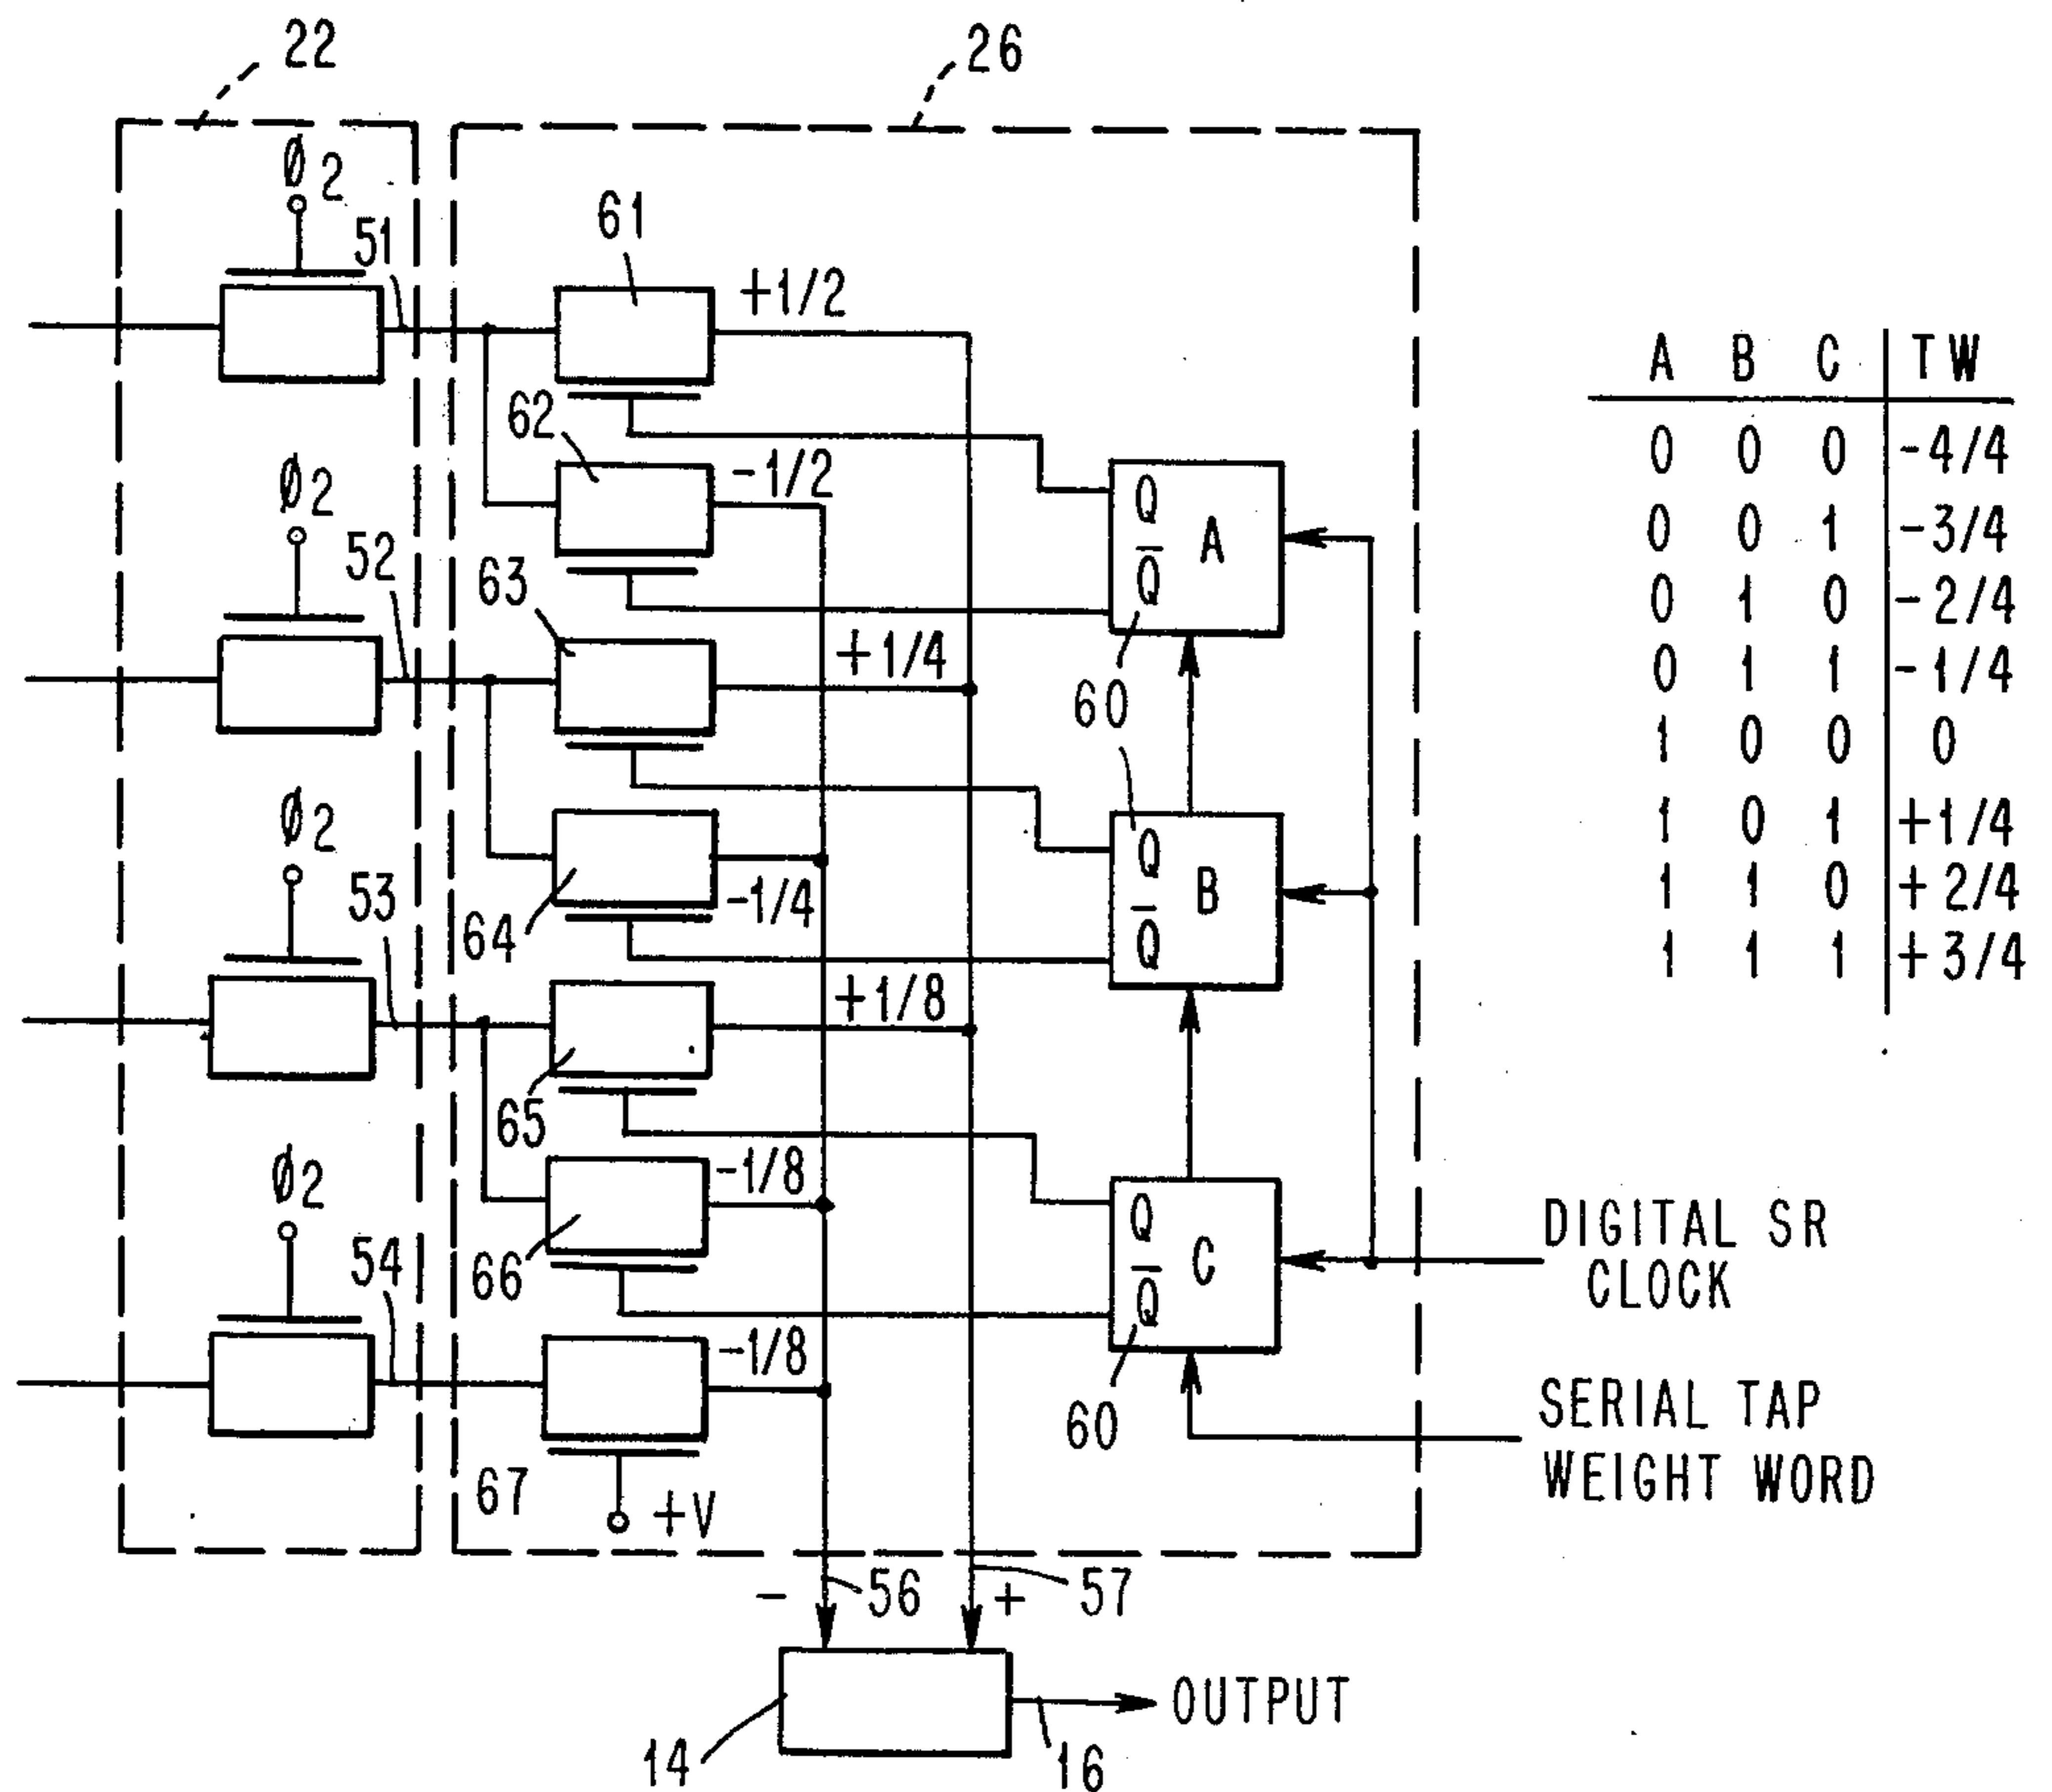 22
26
Ø2
51
61
+1/2
62
-1/2
Q
Q̅
A
Ø2
52
63
+1/4
60
64
-1/4
Q
Q̅
B
Ø2
53
65
+1/8
66
-1/8
Q
Q̅
C
60
Ø2
54
67
-1/8
+V
A B C TW
0 0 0 -4/4
0 0 1 -3/4
0 1 0 -2/4
0 1 1 -1/4
1 0 0 0
1 0 1 +1/4
1 1 0 +2/4
1 1 1 +3/4
DIGITAL SR
CLOCK
SERIAL TAP
WEIGHT WORD
- 56 + 57
14
16
OUTPUT